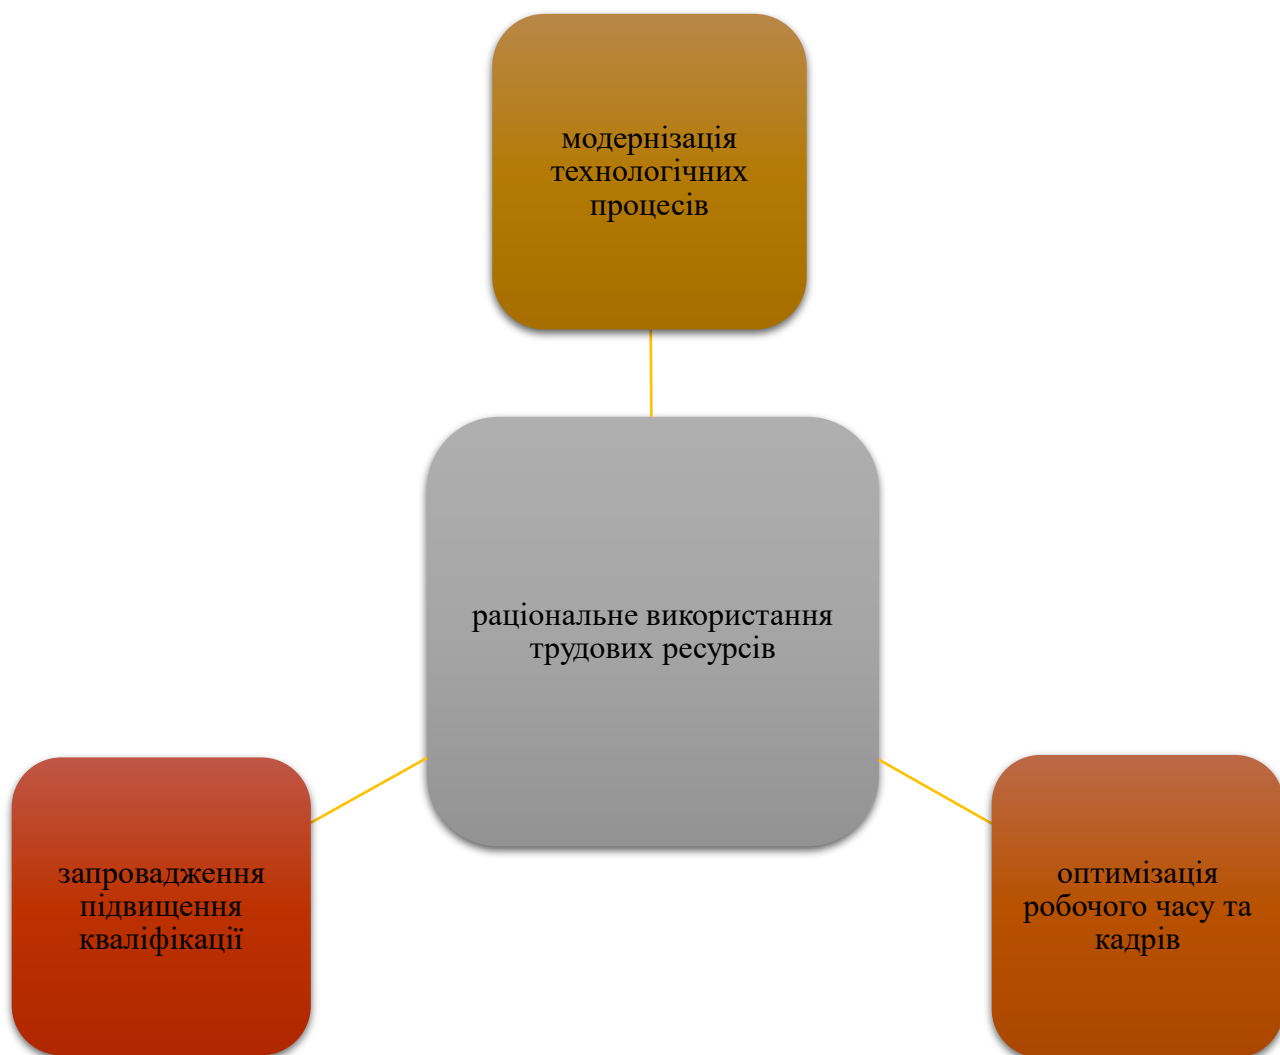 модернізація
технологічних
процесів
раціональне використання
трудових ресурсів
запровадження
підвищення
кваліфікації
оптимізація
робочого часу та
кадрів